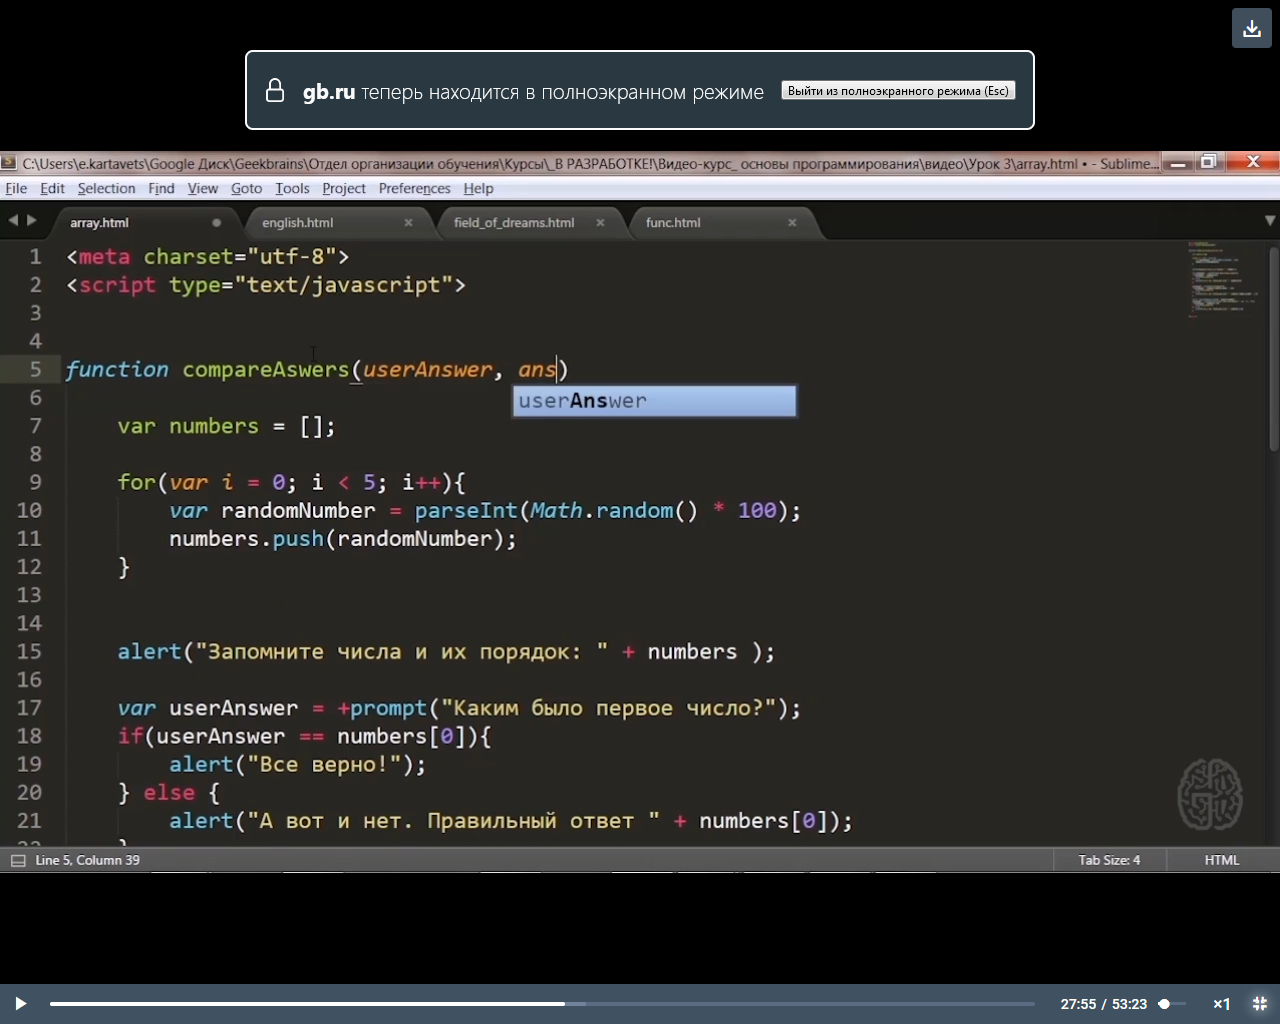 gb.ru теперь находится в полноэкранном режиме Выйти из полноэкранного режима (Esc)
C:\Users\e.kartavets\Google Диск\Geekbrains\Отдел организации обучения\Курсы\_В РАЗРАБОТКЕ!\Видео-курс_ основы программирования\видео\Урок 3\array.html • - Sublime...
File Edit Selection Find View Goto Tools Project Preferences Help
array.html english.html field_of_dreams.html func.html
1 <meta charset="utf-8">
2 <script type="text/javascript">
3
4
5 function compareAswers(userAnswer, ans)
userAnswer
6
7 var numbers = [];
8
9 for(var i = 0; i < 5; i++){
10 var randomNumber = parseInt(Math.random() * 100);
11 numbers.push(randomNumber);
12 }
13
14
15 alert("Запомните числа и их порядок: " + numbers );
16
17 var userAnswer = +prompt("Каким было первое число?");
18 if(userAnswer == numbers[0]){
19 alert("Все верно!");
20 } else {
21 alert("А вот и нет. Правильный ответ " + numbers[0]);
Line 5, Column 39 Tab Size: 4 HTML
27:55 / 53:23 ×1